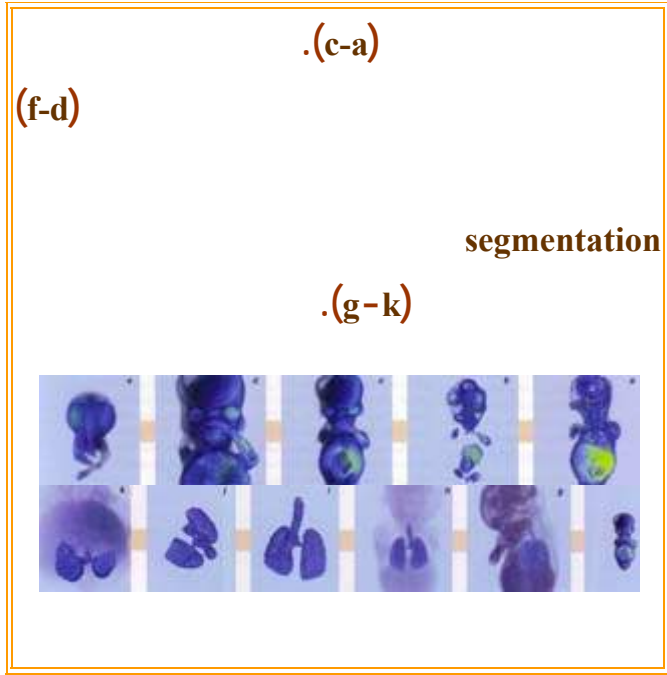 .(c-a)
(f-d)
segmentation
.(g-k)